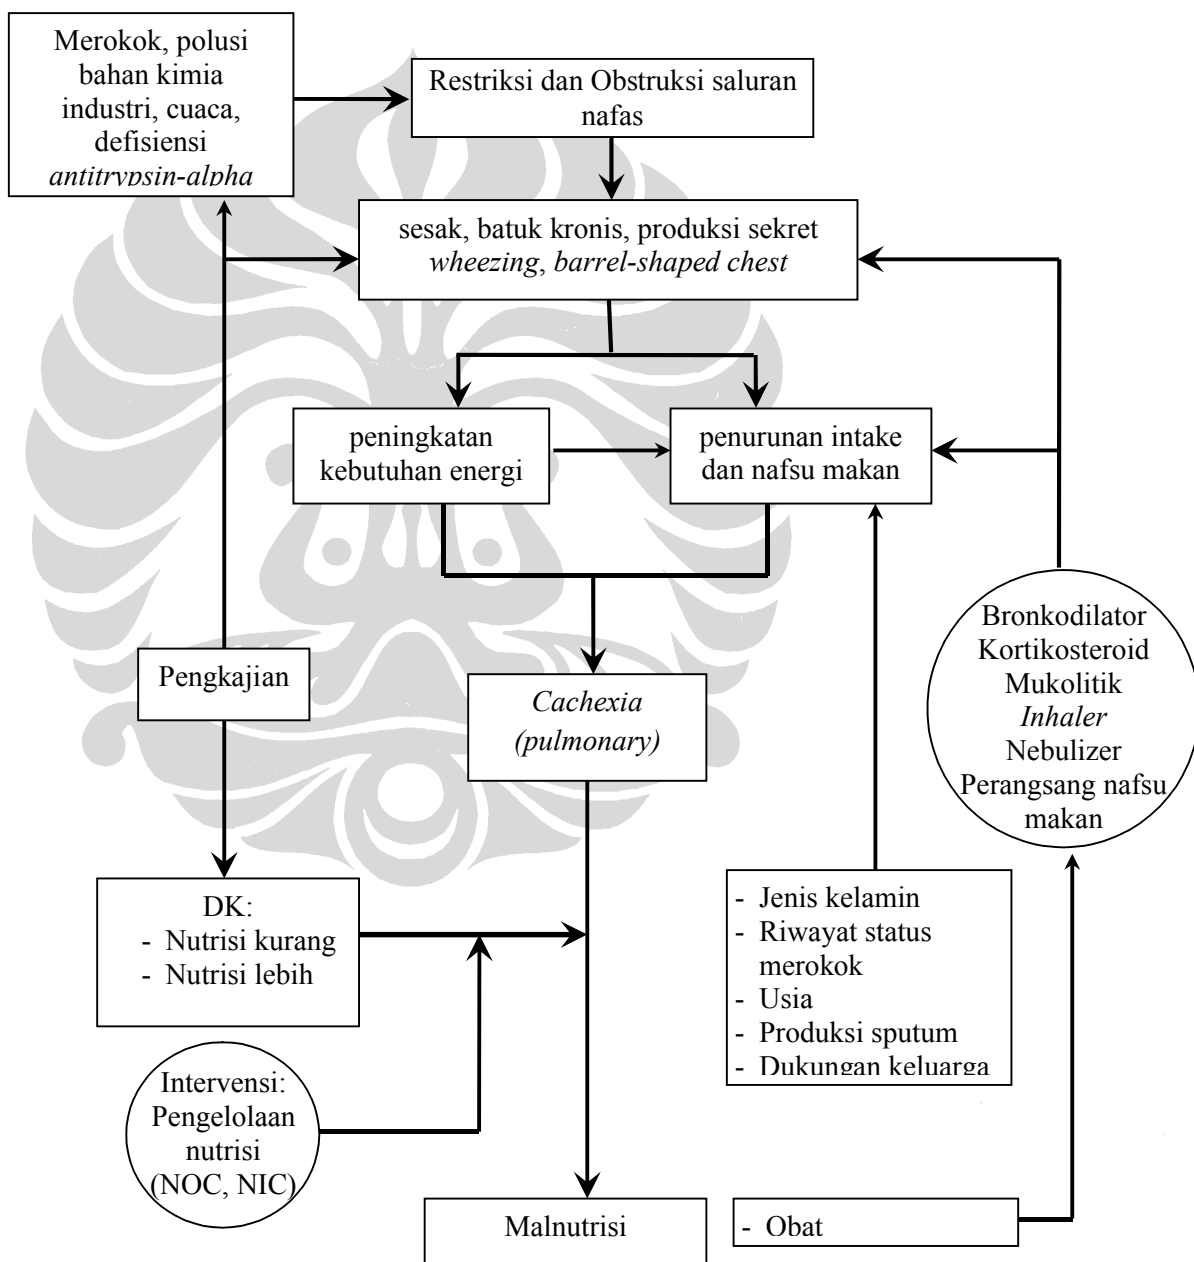 Merokok, polusi
bahan kimia
industri, cuaca,
defisiensi
antitrypsin-alpha
Restriksi dan Obstruksi saluran
nafas
sesak, batuk kronis, produksi sekret
wheezing, barrel-shaped chest
peningkatan
kebutuhan energi
penurunan intake
dan nafsu makan
Bronkodilator
Kortikosteroid
Mukolitik
Inhaler
Nebulizer
Perangsang nafsu
makan
Pengkajian
Cachexia
(pulmonary)
DK:
- Nutrisi kurang
- Nutrisi lebih
- Jenis kelamin
- Riwayat status
merokok
- Usia
- Produksi sputum
- Dukungan keluarga
Intervensi:
Pengelolaan
nutrisi
(NOC, NIC)
Malnutrisi
- Obat